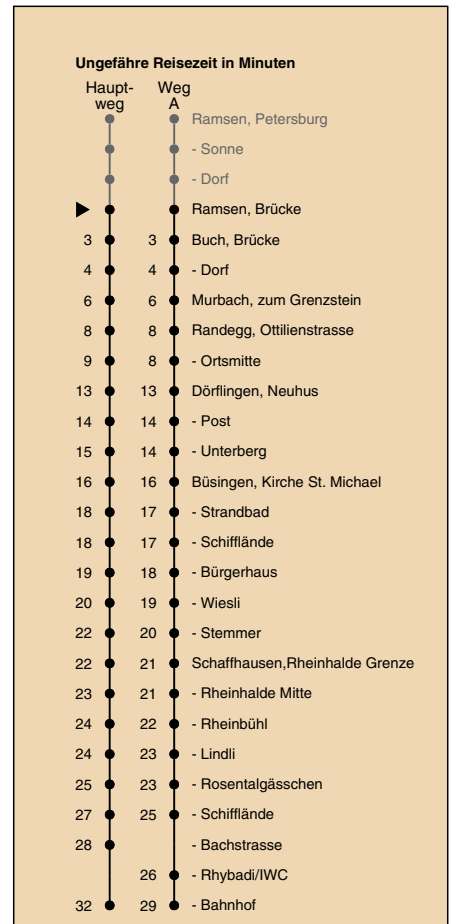 Ungefähre Reisezeit in Minuten
Haupt- Weg
weg A
Ramsen, Petersburg
- Sonne
- Dorf
Ramsen, Brücke
3 3 Buch, Brücke
4 4 - Dorf
6 6 Murbach, zum Grenzstein
8 8 Randegg, Ottilienstrasse
9 8 - Ortsmitte
13 13 Dörflingen, Neuhus
14 14 - Post
15 14 - Unterberg
16 16 Büsingen, Kirche St. Michael
18 17 - Strandbad
18 17 - Schifflände
19 18 - Bürgerhaus
20 19 - Wiesli
22 20 - Stemmer
22 21 Schaffhausen,Rheinhalde Grenze
23 21 - Rheinhalde Mitte
24 22 - Rheinbühl
24 23 - Lindli
25 23 - Rosentalgässchen
27 25 - Schifflände
28 - Bachstrasse
26 - Rhybadi/IWC
32 29 - Bahnhof